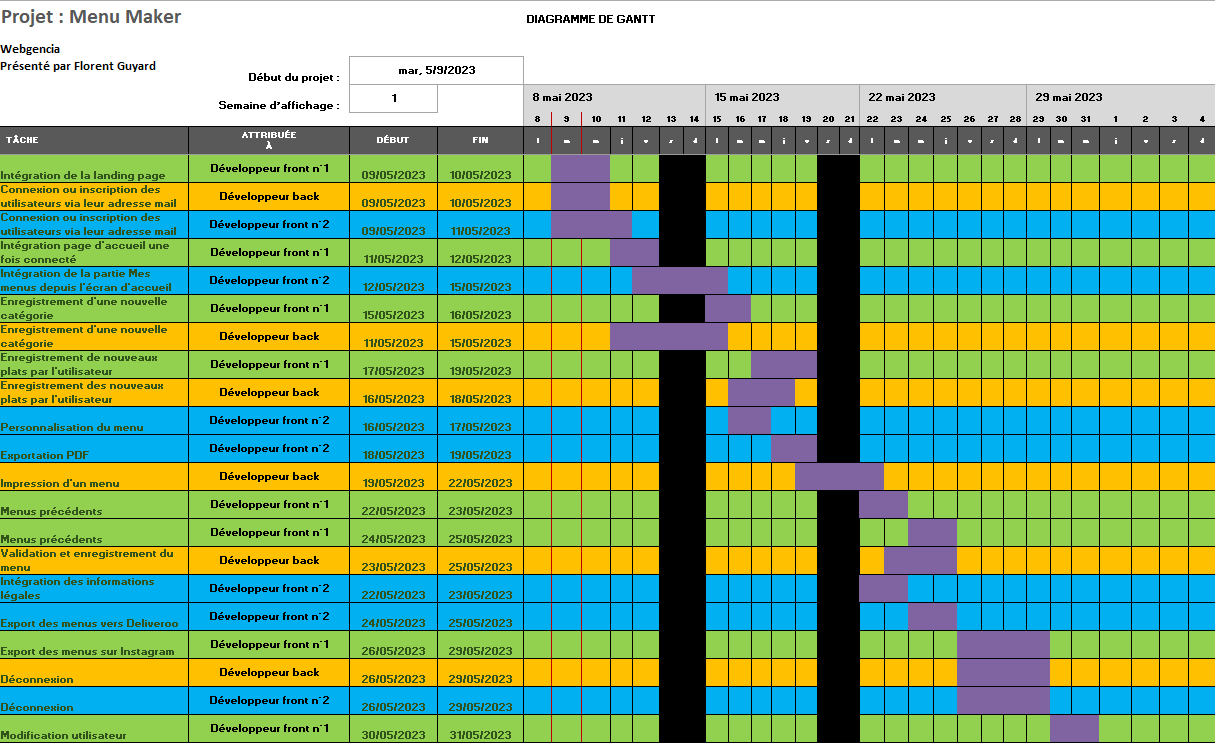 Projet : Menu Maker
DIAGRAMME DE GANTT
Webgencia
Présenté par Florent Guyard
Début du projet :
mar, 5/9/2023
Semaine d'affichage :
1
8 mai 2023 15 mai 2023 22 mai 2023 29 mai 2023
8 9 10 11 12 13 14 15 16 17 18 19 20 21 22 23 24 25 26 27 28 29 30 31 1 2 3 4
TÂCHE ATTRIBUÉE À DÉBUT FIN
Intégration de la landing page Développeur front n°1 09/05/2023 10/05/2023
Connexion ou inscription des
utilisateurs via leur adresse mail Développeur back 09/05/2023 10/05/2023
Connexion ou inscription des
utilisateurs via leur adresse mail Développeur front n°2 09/05/2023 11/05/2023
Intégration page d'accueil une
fois connecté Développeur front n°1 11/05/2023 12/05/2023
Intégration de la partie Mes
menus depuis l'écran d'accueil Développeur front n°2 12/05/2023 15/05/2023
Enregistrement d'une nouvelle
catégorie Développeur front n°1 15/05/2023 16/05/2023
Enregistrement d'une nouvelle
catégorie Développeur back 11/05/2023 15/05/2023
Enregistrement de nouveaux
plats par l'utilisateur Développeur front n°1 17/05/2023 19/05/2023
Enregistrement des nouveaux
plats par l'utilisateur Développeur back 16/05/2023 18/05/2023
Personnalisation du menu Développeur front n°2 16/05/2023 17/05/2023
Exportation PDF Développeur front n°2 18/05/2023 19/05/2023
Impression d'un menu Développeur back 19/05/2023 22/05/2023
Menus précédents Développeur front n°1 22/05/2023 23/05/2023
Menus précédents Développeur front n°1 24/05/2023 25/05/2023
Validation et enregistrement du
menu Développeur back 23/05/2023 25/05/2023
Intégration des informations
légales Développeur front n°2 22/05/2023 23/05/2023
Export des menus vers Deliveroo Développeur front n°2 24/05/2023 25/05/2023
Export des menus sur Instagram Développeur front n°1 26/05/2023 29/05/2023
Déconnexion Développeur back 26/05/2023 29/05/2023
Déconnexion Développeur front n°2 26/05/2023 29/05/2023
Modification utilisateur Développeur front n°1 30/05/2023 31/05/2023